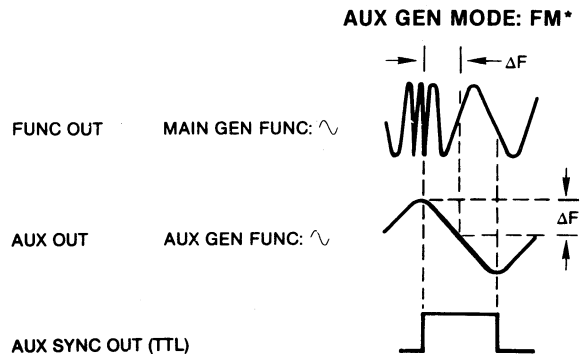 AUX GEN MODE: FM*
ΔF
FUNC OUT MAIN GEN FUNC: ∿
ΔF
AUX OUT AUX GEN FUNC: ∿
AUX SYNC OUT (TTL)